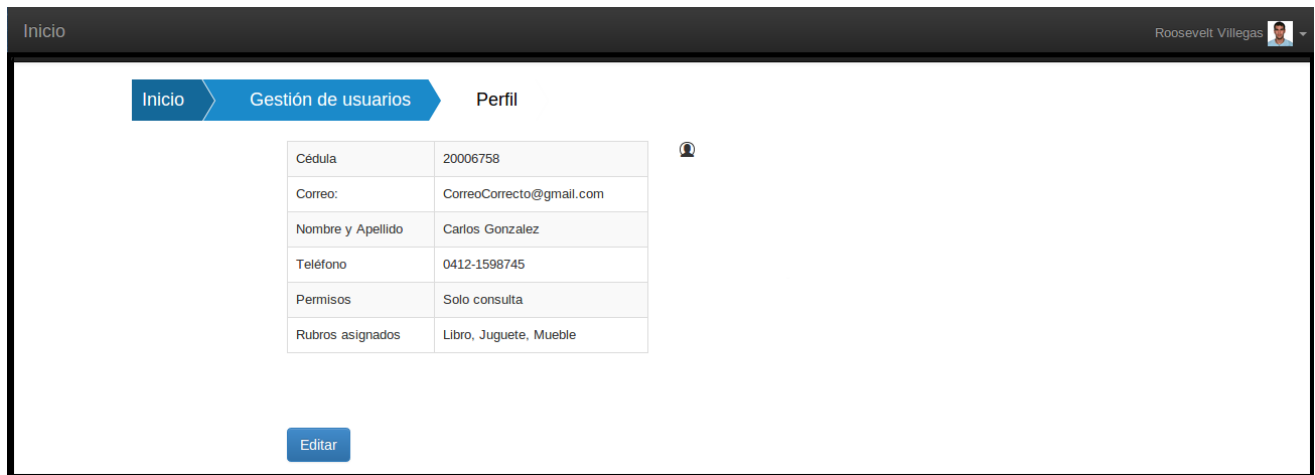 Inicio
Roosevelt Villegas
Inicio Gestión de usuarios Perfil
Cédula 20006758
Correo: CorreoCorrecto@gmail.com
Nombre y Apellido Carlos Gonzalez
Teléfono 0412-1598745
Permisos Solo consulta
Rubros asignados Libro, Juguete, Mueble
Editar